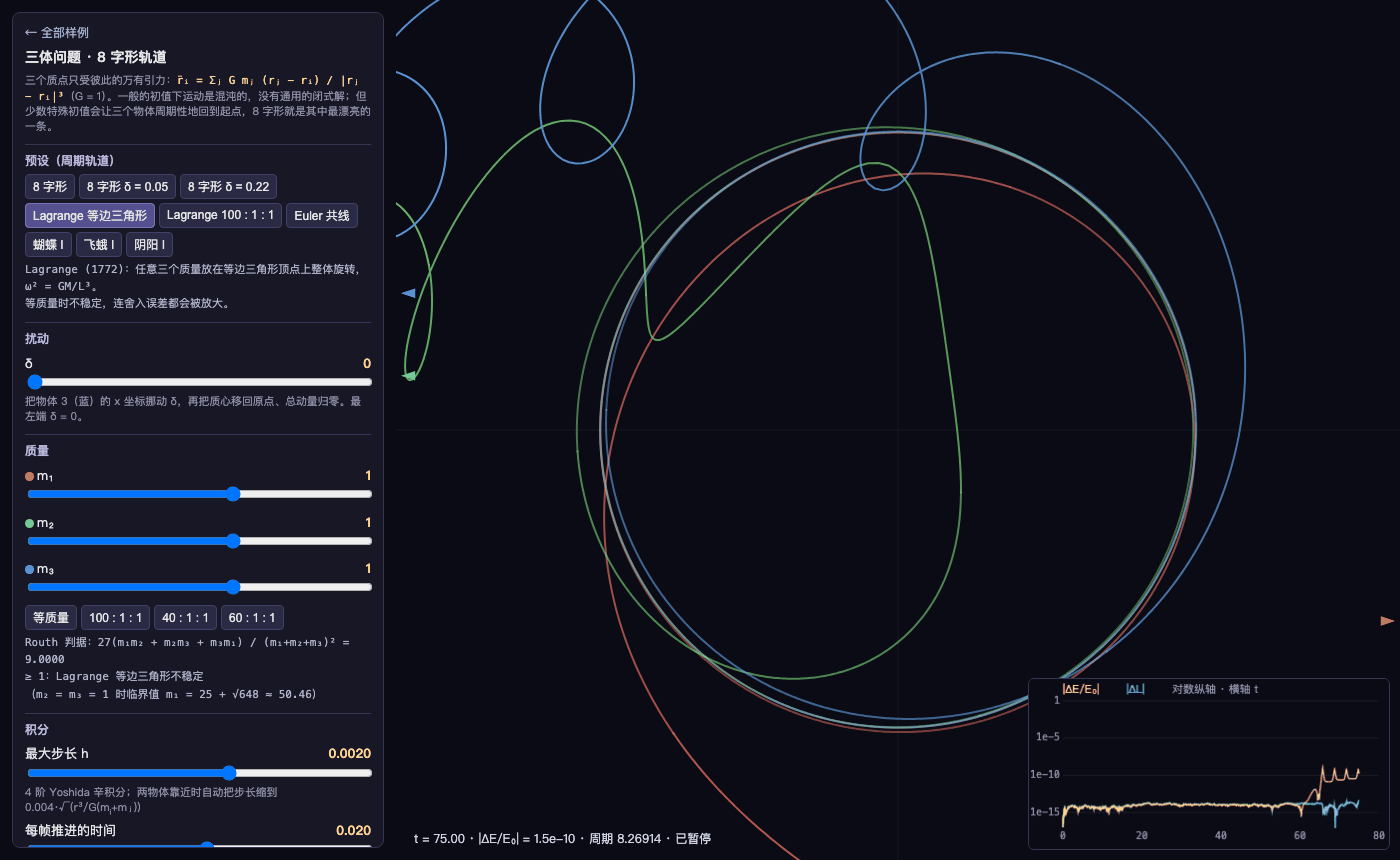 ← 全部样例
三体问题 · 8 字形轨道
三个质点只受彼此的万有引力：r̈ᵢ = Σⱼ G mⱼ (rⱼ − rᵢ) / |rⱼ
− rᵢ|³（G = 1）。一般的初值下运动是混沌的，没有通用的闭式解；但
少数特殊初值会让三个物体周期性地回到起点，8 字形就是其中最漂亮的
一条。
预设（周期轨道）
8 字形 8 字形 δ = 0.05 8 字形 δ = 0.22
Lagrange 等边三角形 Lagrange 100 : 1 : 1 Euler 共线
蝴蝶 I 飞蛾 I 阴阳 I
Lagrange (1772)：任意三个质量放在等边三角形顶点上整体旋转，
ω² = GM/L³。
等质量时不稳定，连舍入误差都会被放大。
扰动
δ 0
把物体 3（蓝）的 x 坐标挪动 δ，再把质心移回原点、总动量归零。最
左端 δ = 0。
质量
m₁ 1
m₂ 1
m₃ 1
等质量 100 : 1 : 1 40 : 1 : 1 60 : 1 : 1
Routh 判据：27(m₁m₂ + m₂m₃ + m₃m₁) / (m₁+m₂+m₃)² =
9.0000
≥ 1：Lagrange 等边三角形不稳定
（m₂ = m₃ = 1 时临界值 m₁ = 25 + √648 ≈ 50.46）
积分
最大步长 h 0.0020
4 阶 Yoshida 辛积分；两物体靠近时自动把步长缩到
0.004·√(r³/G(mᵢ+mⱼ))
每帧推进的时间 0.020
t = 75.00 · |ΔE/E₀| = 1.5e−10 · 周期 8.26914 · 已暂停
|ΔE/E₀| |ΔL| 对数纵轴 · 横轴 t
1
1e-5
1e-10
1e-15
0 20 40 60 80